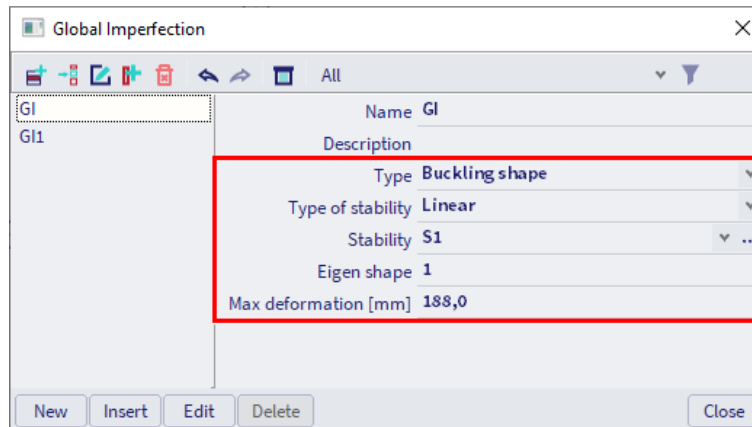 Global Imperfection
All
GI
GI1
Name GI
Description
Type Buckling shape
Type of stability Linear
Stability S1 ...
Eigen shape 1
Max deformation [mm] 188,0
New Insert Edit Delete Close